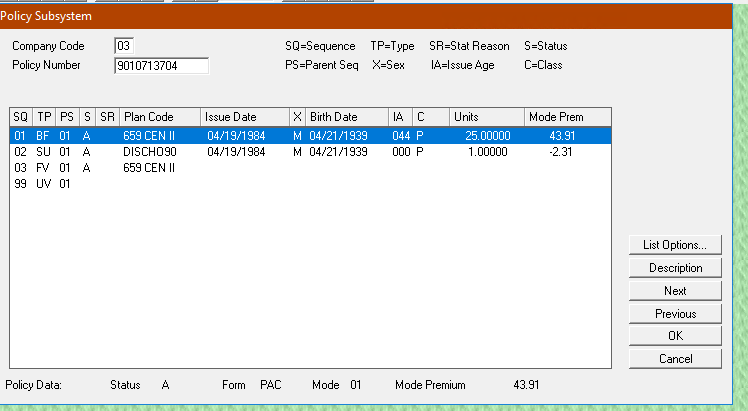 Policy Subsystem
Company Code 03 SQ=Sequence TP=Type SR=Stat Reason S=Status
Policy Number 9010713704 PS=Parent Seq X=Sex IA=Issue Age C=Class
SQ TP PS S SR Plan Code Issue Date X Birth Date IA C Units Mode Prem
01 BF 01 A 659 CEN II 04/19/1984 M 04/21/1939 044 P 25.00000 43.91
02 SU 01 A DISCHO90 04/19/1984 M 04/21/1939 000 P 1.00000 -2.31
03 FV 01 A 659 CEN II
99 UV 01
List Options...
Description
Next
Previous
OK
Cancel
Policy Data: Status A Form PAC Mode 01 Mode Premium 43.91